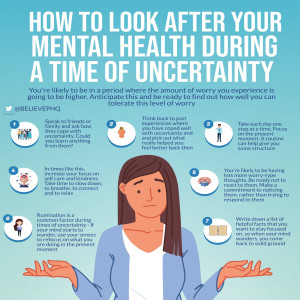 HOW TO LOOK AFTER YOUR
MENTAL HEALTH DURING
A TIME OF UNCERTAINTY
You're likely to be in a period where the amount of worry you experience is
going to be higher. Anticipate this and be ready to find out how well you can
tolerate this level of worry
@BELIEVEPHQ
1
Speak to friends or
family and ask how
they cope with
uncertainty. Could
you learn anything
from them?
2
Think back to past
experiences where
you have coped well
with uncertainty and
and pick out what
really helped you
feel better back then
3
Take each day one
step at a time. Focus
on the present
moment. A routine
can help give you
some structure
In times like this,
increase your focus on
self-care and kindness.
Take time to slow down,
to breathe, to connect
and to relax
You're likely to be having
lots more worry-type
thoughts. Be ready not to
to react to them. Make a
commitment to noticing
them, rather than trying
to respond to them
Rumination is a
common factor during
times of uncertainty - if
your mind starts to
wander, use your senses
to refocus on what you
are doing in the present
moment
7
Write down a list of
helpful facts that you
want to stay focused
on, so when your mind
wanders, you come
back to solid ground